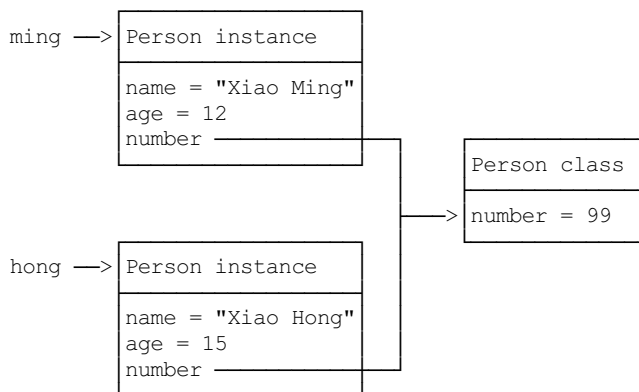 ming
Person instance
name = "Xiao Ming"
age = 12
number
Person class
number = 99
hong
Person instance
name = "Xiao Hong"
age = 15
number